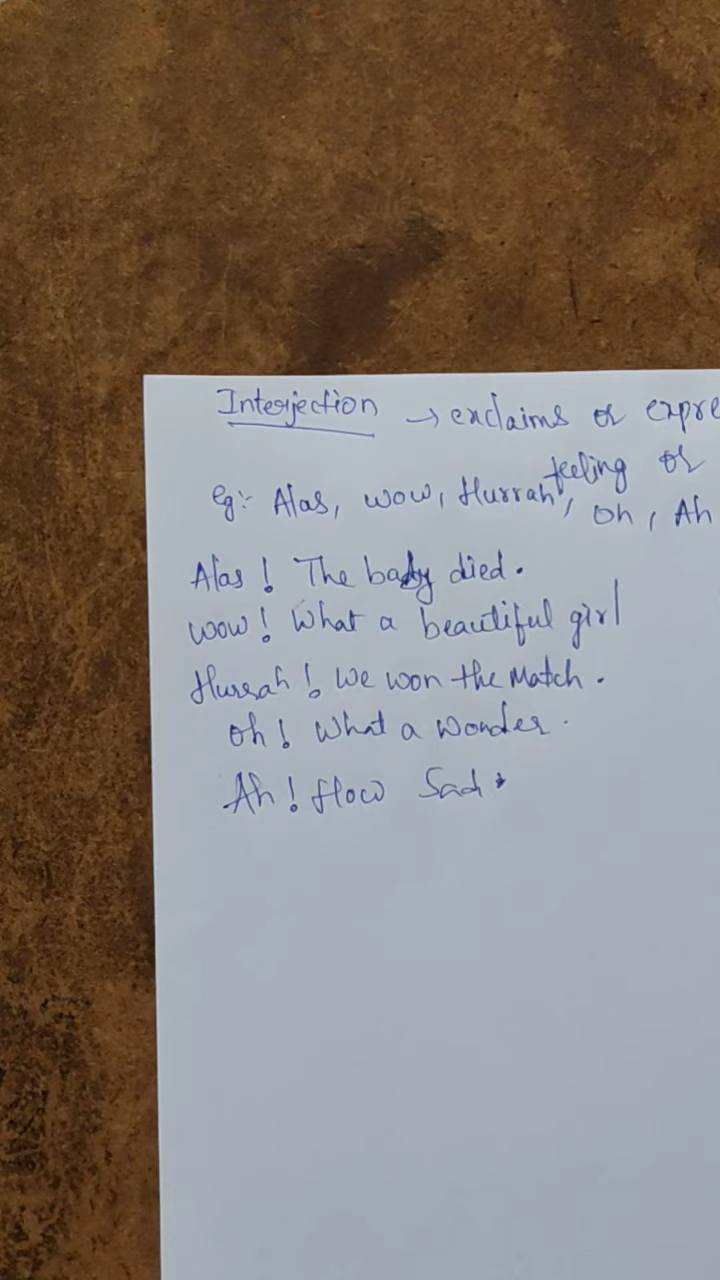 Interjection → exclaims or expre
feeling or
Eg:- Alas, wow, Hurrah, Oh, Ah
Alas! The baby died.
Wow! What a beautiful girl
Hurrah! We won the Match.
Oh! What a Wonder.
Ah! How Sad.